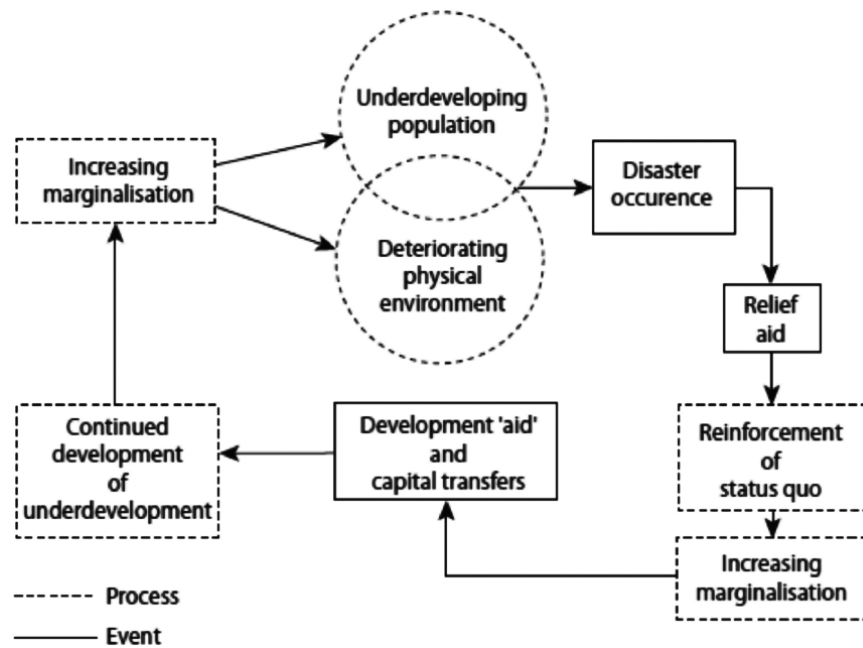 Underdeveloping
population
Increasing
marginalisation
Disaster
occurence
Deteriorating
physical
environment
Relief
aid
Continued
development
of
underdevelopment
Development 'aid'
and
capital transfers
Reinforcement
of
status quo
Increasing
marginalisation
Process
Event